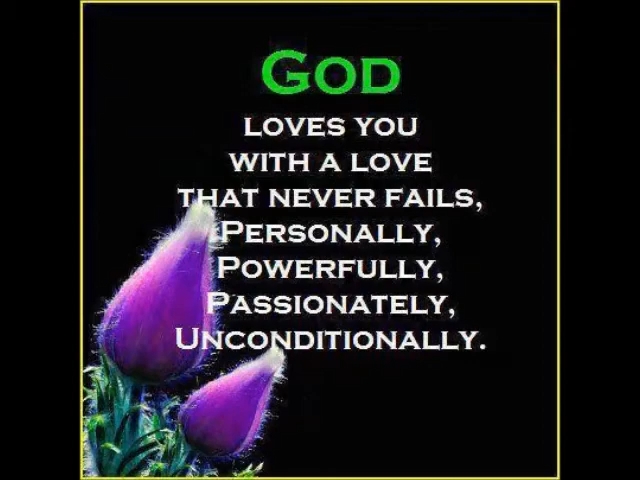 GOD
LOVES YOU
WITH A LOVE
THAT NEVER FAILS,
PERSONALLY,
POWERFULLY,
PASSIONATELY,
UNCONDITIONALLY.